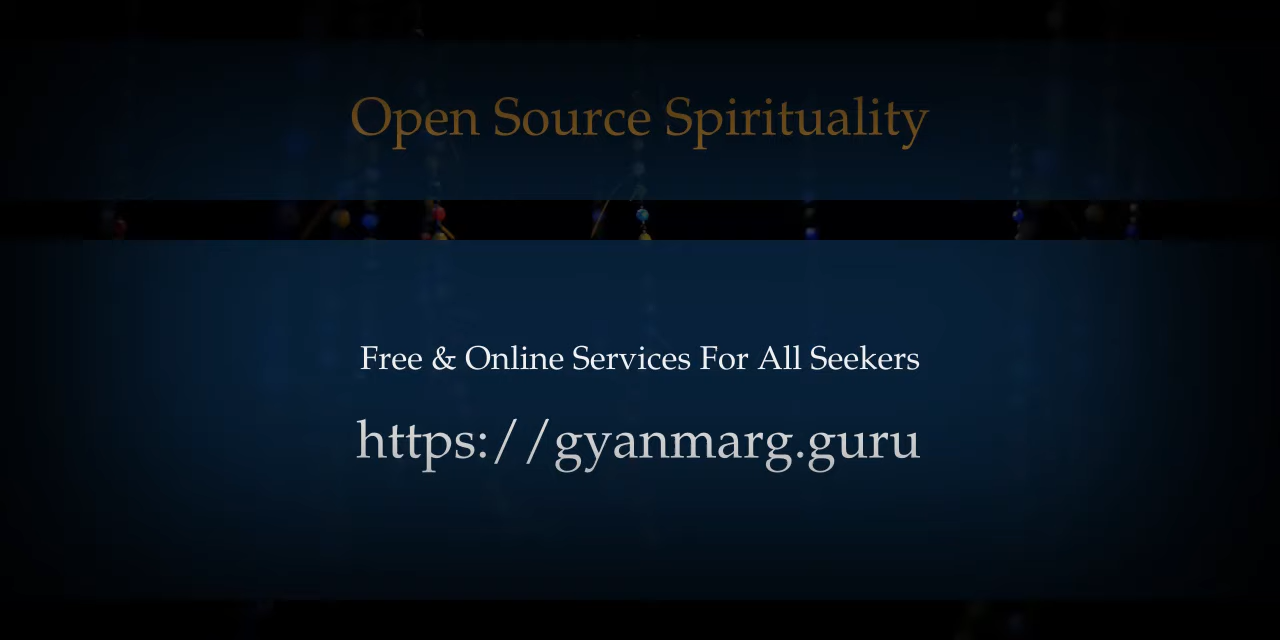 Open Source Spirituality
Free & Online Services For All Seekers
https://gyanmarg.guru